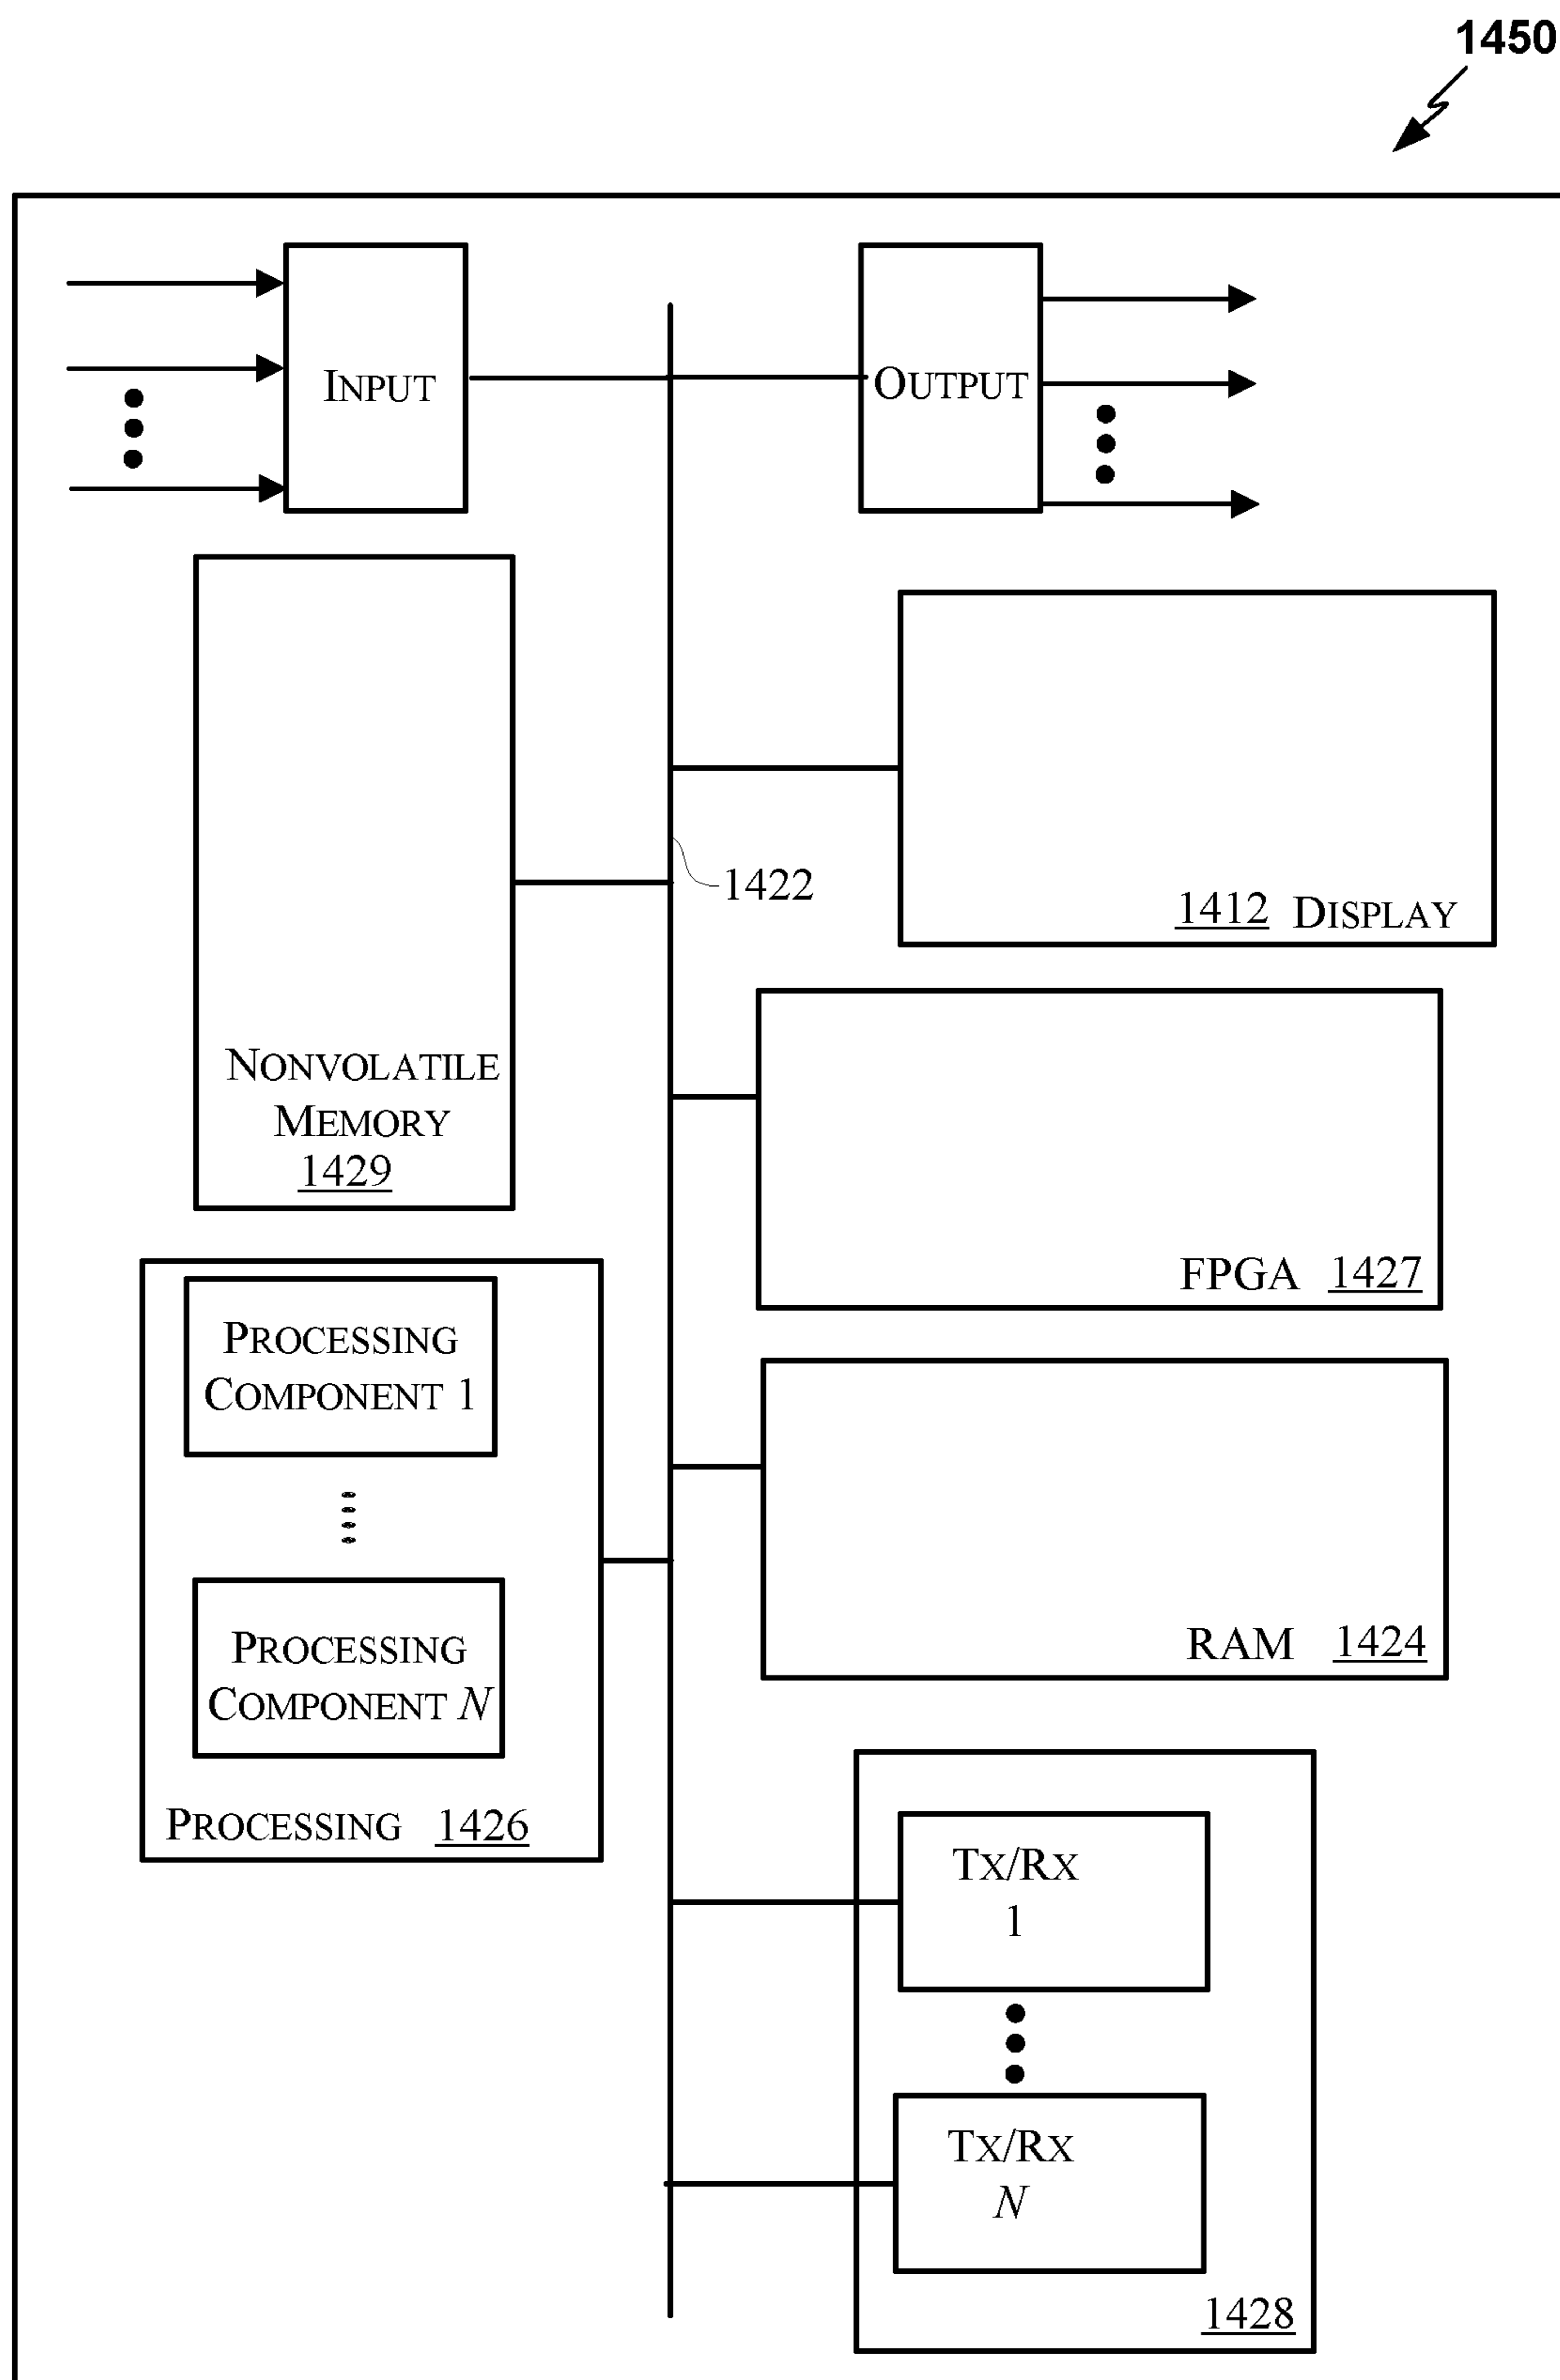 1450
INPUT
OUTPUT
1422
1412 DISPLAY
NONVOLATILE
MEMORY
1429
FPGA 1427
PROCESSING
COMPONENT 1
PROCESSING
COMPONENT N
PROCESSING 1426
RAM 1424
TX/RX
1
TX/RX
N
1428